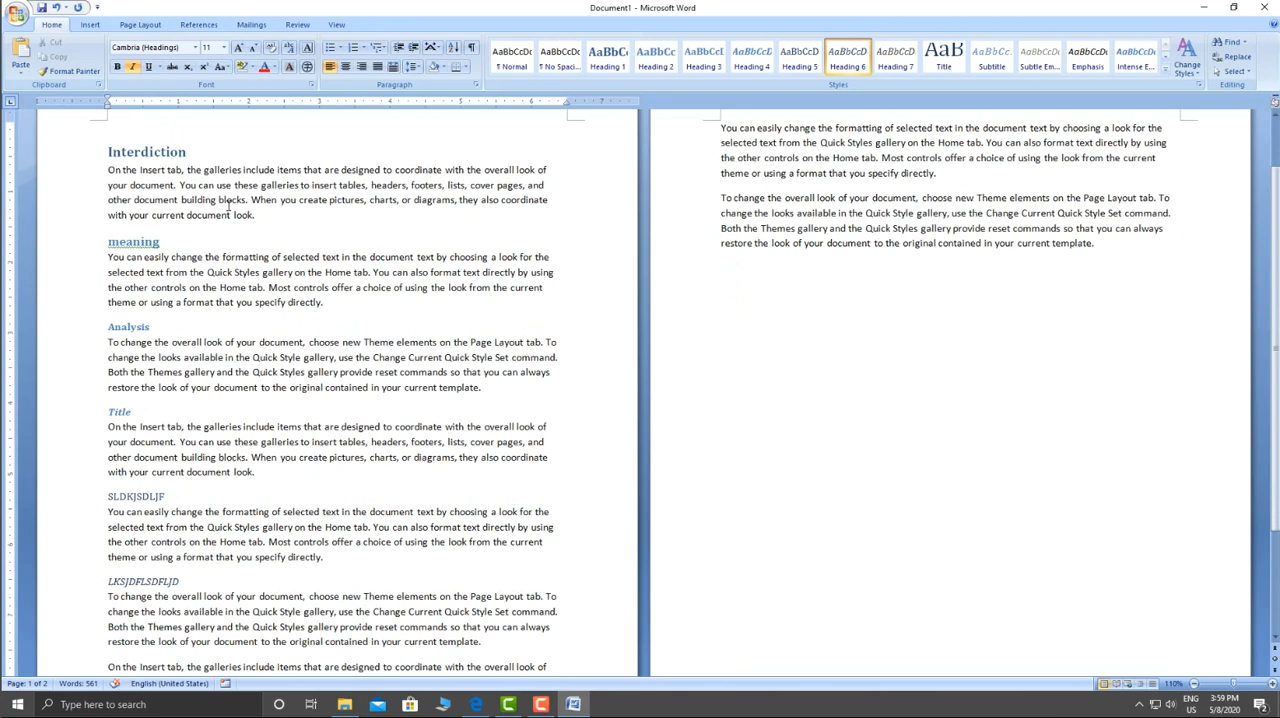 Document1 - Microsoft Word
Home Insert Page Layout References Mailings Review View
Paste
Cut
Copy
Format Painter
Clipboard
Cambria (Headings) 11
Font
Paragraph
AaBbCcDc AaBbCcDc AaBbCc AaBbCc AaBbCcI AaBbCcD AaBbCcD AaBbCcD AaBbCcD AaB AaBbCcL AaBbCcD AaBbCcD AaBbCcDc
¶ Normal ¶ No Spaci... Heading 1 Heading 2 Heading 3 Heading 4 Heading 5 Heading 6 Heading 7 Title Subtitle Subtle Em... Emphasis Intense E...
Styles
Change Styles
Find
Replace
Select
Editing
Interdiction
On the Insert tab, the galleries include items that are designed to coordinate with the overall look of
your document. You can use these galleries to insert tables, headers, footers, lists, cover pages, and
other document building blocks. When you create pictures, charts, or diagrams, they also coordinate
with your current document look.
meaning
You can easily change the formatting of selected text in the document text by choosing a look for the
selected text from the Quick Styles gallery on the Home tab. You can also format text directly by using
the other controls on the Home tab. Most controls offer a choice of using the look from the current
theme or using a format that you specify directly.
Analysis
To change the overall look of your document, choose new Theme elements on the Page Layout tab. To
change the looks available in the Quick Style gallery, use the Change Current Quick Style Set command.
Both the Themes gallery and the Quick Styles gallery provide reset commands so that you can always
restore the look of your document to the original contained in your current template.
Title
On the Insert tab, the galleries include items that are designed to coordinate with the overall look of
your document. You can use these galleries to insert tables, headers, footers, lists, cover pages, and
other document building blocks. When you create pictures, charts, or diagrams, they also coordinate
with your current document look.
SLDKJSDLJF
You can easily change the formatting of selected text in the document text by choosing a look for the
selected text from the Quick Styles gallery on the Home tab. You can also format text directly by using
the other controls on the Home tab. Most controls offer a choice of using the look from the current
theme or using a format that you specify directly.
LKSJDFLSDFLJD
To change the overall look of your document, choose new Theme elements on the Page Layout tab. To
change the looks available in the Quick Style gallery, use the Change Current Quick Style Set command.
Both the Themes gallery and the Quick Styles gallery provide reset commands so that you can always
restore the look of your document to the original contained in your current template.
On the Insert tab, the galleries include items that are designed to coordinate with the overall look of
You can easily change the formatting of selected text in the document text by choosing a look for the
selected text from the Quick Styles gallery on the Home tab. You can also format text directly by using
the other controls on the Home tab. Most controls offer a choice of using the look from the current
theme or using a format that you specify directly.
To change the overall look of your document, choose new Theme elements on the Page Layout tab. To
change the looks available in the Quick Style gallery, use the Change Current Quick Style Set command.
Both the Themes gallery and the Quick Styles gallery provide reset commands so that you can always
restore the look of your document to the original contained in your current template.
Page: 1 of 2 Words: 561 English (United States) 110%
Type here to search
ENG US
3:59 PM
5/8/2020